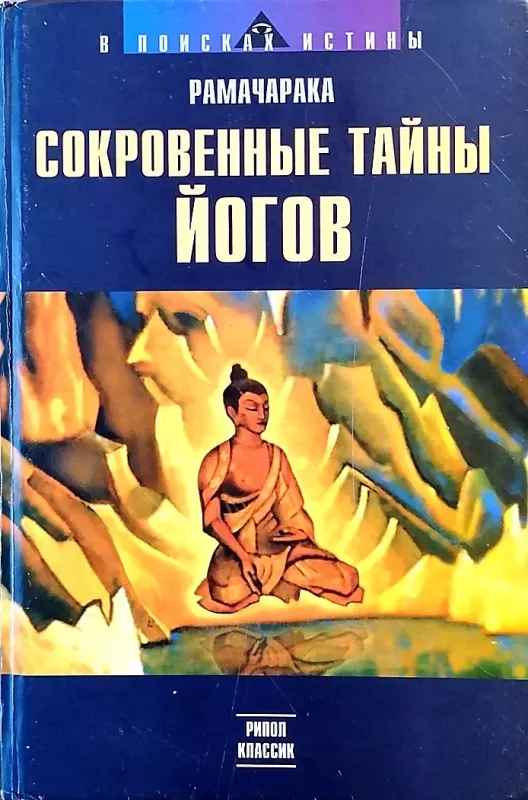 В ПОИСКАХ ИСТИНЫ
РАМАЧАРАКА
СОКРОВЕННЫЕ ТАЙНЫ
ЙОГОВ
РИПОЛ
КЛАССИК